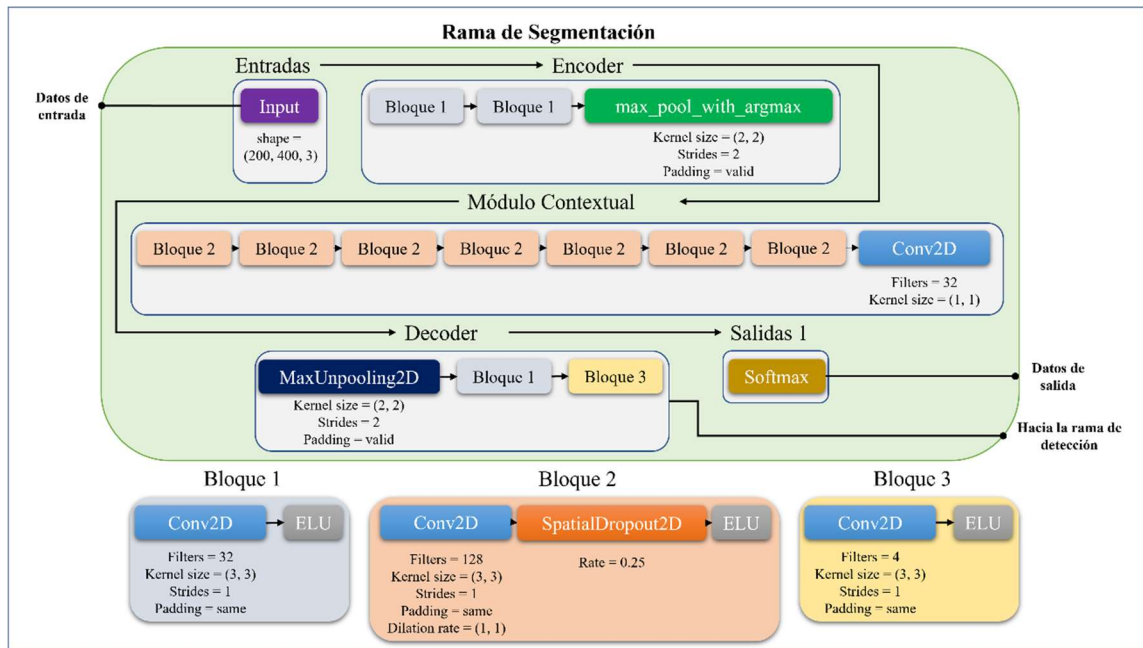 Rama de Segmentación
Entradas
Encoder
Datos de
entrada
Input
shape =
(200, 400, 3)
Bloque 1
Bloque 1
max_pool_with_argmax
Kernel size = (2, 2)
Strides = 2
Padding = valid
Módulo Contextual
Bloque 2
Bloque 2
Bloque 2
Bloque 2
Bloque 2
Bloque 2
Bloque 2
Conv2D
Filters = 32
Kernel size = (1, 1)
Decoder
Salidas 1
MaxUnpooling2D
Kernel size = (2, 2)
Strides = 2
Padding = valid
Bloque 1
Bloque 3
Softmax
Datos de
salida
Hacia la rama de
detección
Bloque 1
Conv2D
ELU
Filters = 32
Kernel size = (3, 3)
Strides = 1
Padding = same
Bloque 2
Conv2D
SpatialDropout2D
ELU
Filters = 128
Kernel size = (3, 3)
Strides = 1
Padding = same
Dilation rate = (1, 1)
Rate = 0.25
Bloque 3
Conv2D
ELU
Filters = 4
Kernel size = (3, 3)
Strides = 1
Padding = same